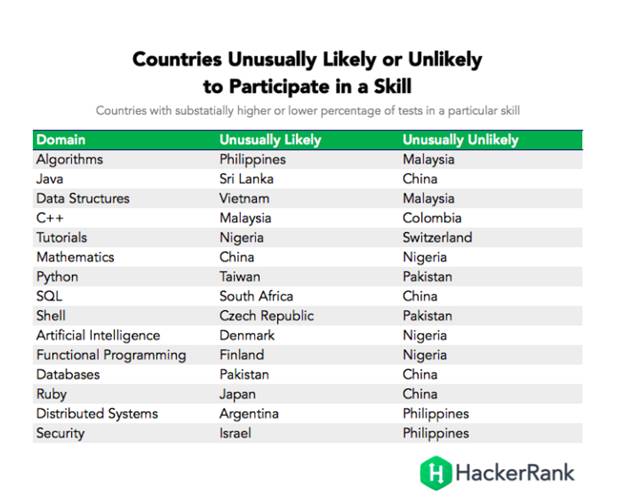 Countries Unusually Likely or Unlikely
to Participate in a Skill
Countries with substatially higher or lower percentage of tests in a particular skill
Domain Unusually Likely Unusually Unlikely
Algorithms Philippines Malaysia
Java Sri Lanka China
Data Structures Vietnam Malaysia
C++ Malaysia Colombia
Tutorials Nigeria Switzerland
Mathematics China Nigeria
Python Taiwan Pakistan
SQL South Africa China
Shell Czech Republic Pakistan
Artificial Intelligence Denmark Nigeria
Functional Programming Finland Nigeria
Databases Pakistan China
Ruby Japan China
Distributed Systems Argentina Philippines
Security Israel Philippines
H HackerRank